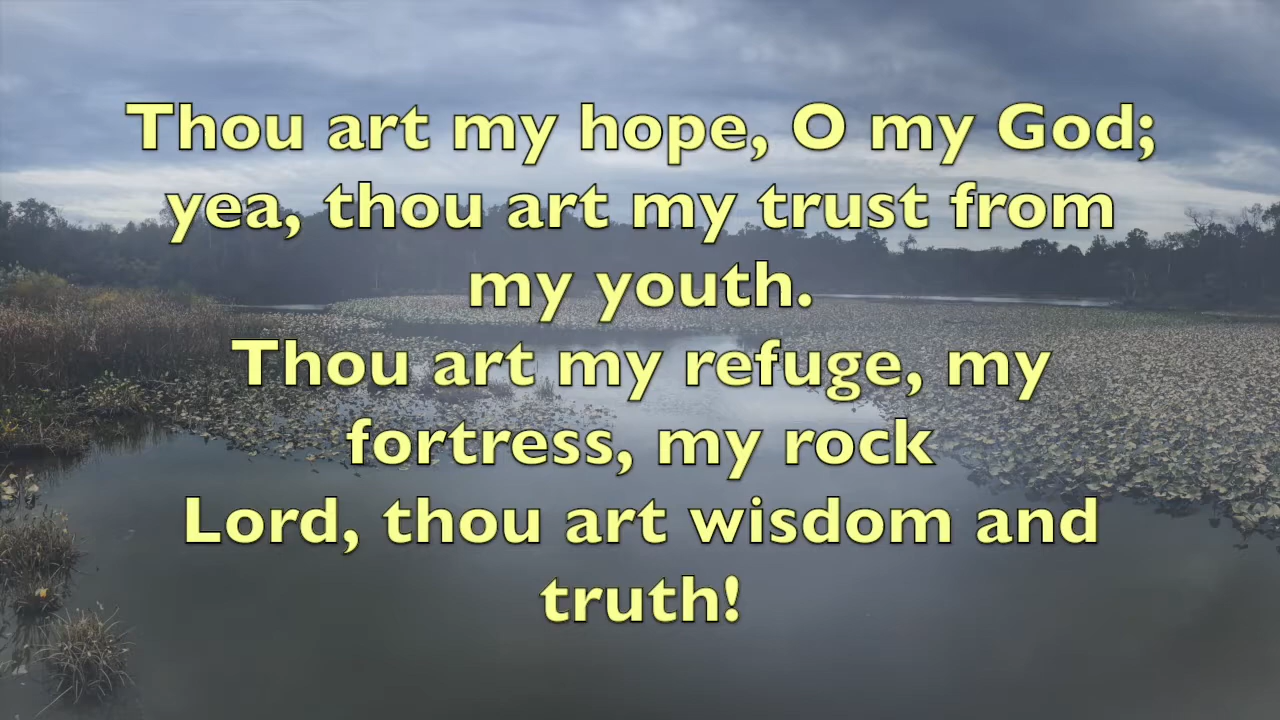 Thou art my hope, O my God;
yea, thou art my trust from
my youth.
Thou art my refuge, my
fortress, my rock
Lord, thou art wisdom and
truth!